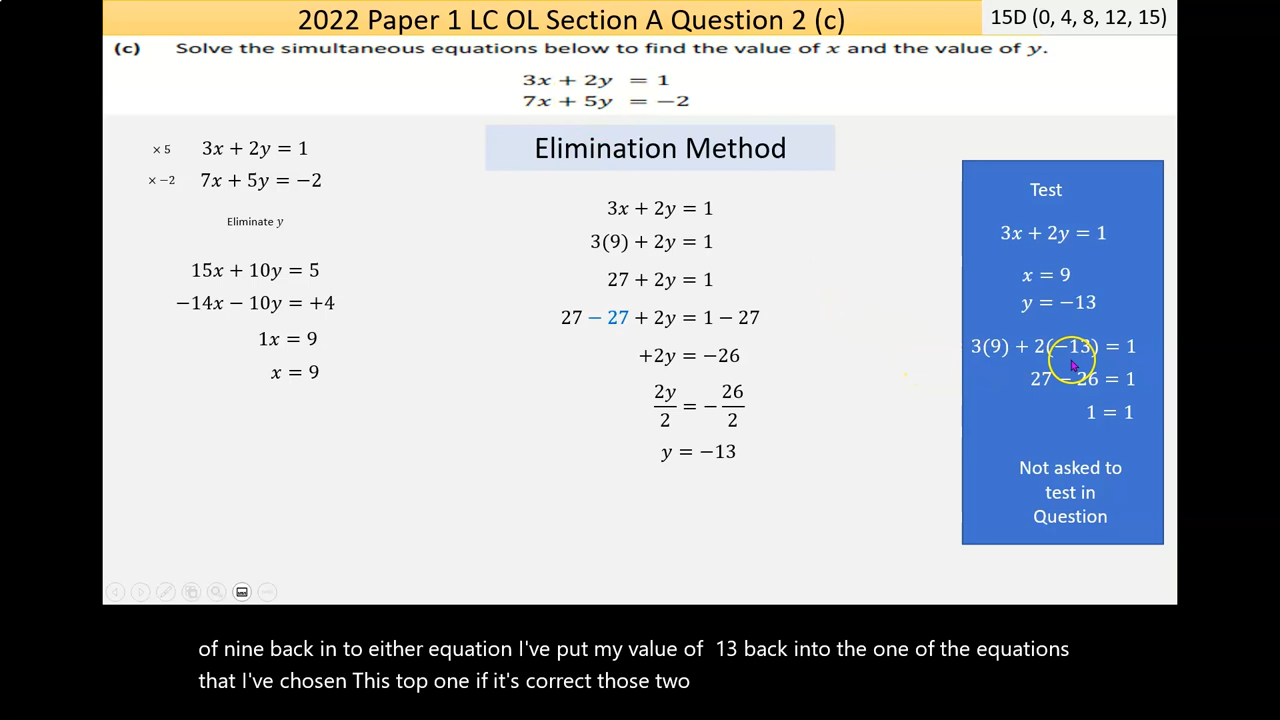 2022 Paper 1 LC OL Section A Question 2 (c)
15D (0, 4, 8, 12, 15)
(c) Solve the simultaneous equations below to find the value of x and the value of y.
3x + 2y = 1
7x + 5y = −2
Elimination Method
× 5 3x + 2y = 1
× −2 7x + 5y = −2
Eliminate y
15x + 10y = 5
−14x − 10y = +4
1x = 9
x = 9
3x + 2y = 1
3(9) + 2y = 1
27 + 2y = 1
27 − 27 + 2y = 1 − 27
+2y = −26
2y/2 = −26/2
y = −13
Test
3x + 2y = 1
x = 9
y = −13
3(9) + 2(−13) = 1
27 − 26 = 1
1 = 1
Not asked to
test in
Question
of nine back in to either equation I've put my value of 13 back into the one of the equations
that I've chosen This top one if it's correct those two